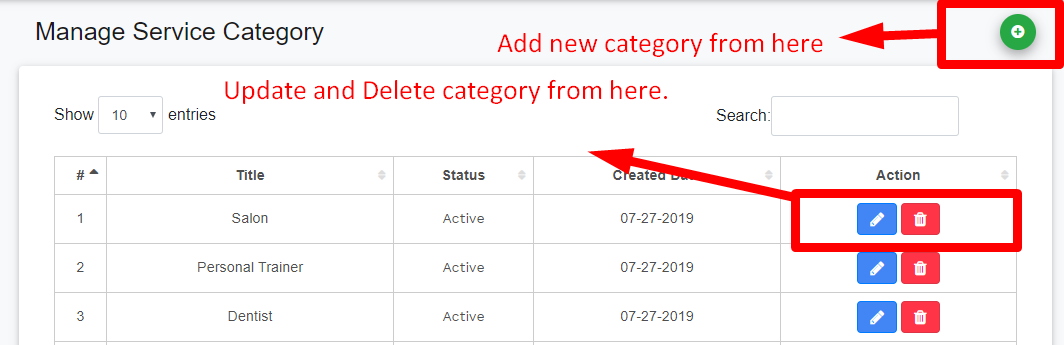 Manage Service Category
Add new category from here
Update and Delete category from here.
Show 10 entries
Search:
# Title Status Created Da Action
1 Salon Active 07-27-2019
2 Personal Trainer Active 07-27-2019
3 Dentist Active 07-27-2019